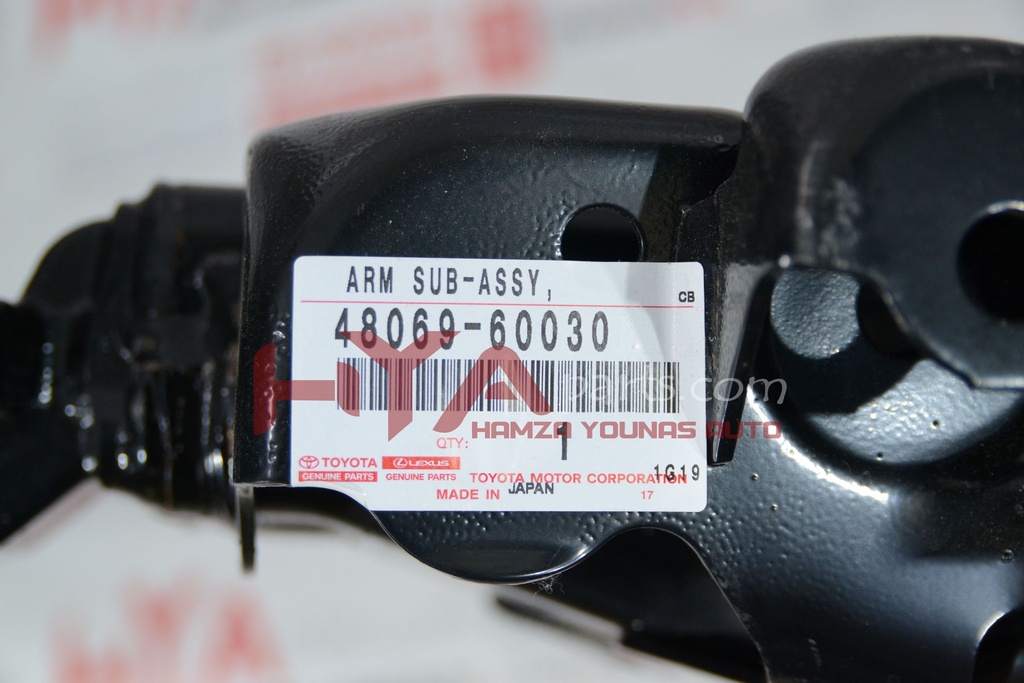 ARM SUB-ASSY,
CB
48069-60030
HYA parts.com
HAMZA YOUNAS AUTO
QTY: 1
TOYOTA LEXUS
GENUINE PARTS GENUINE PARTS TOYOTA MOTOR CORPORATION 1G19
MADE IN JAPAN 17
HYA